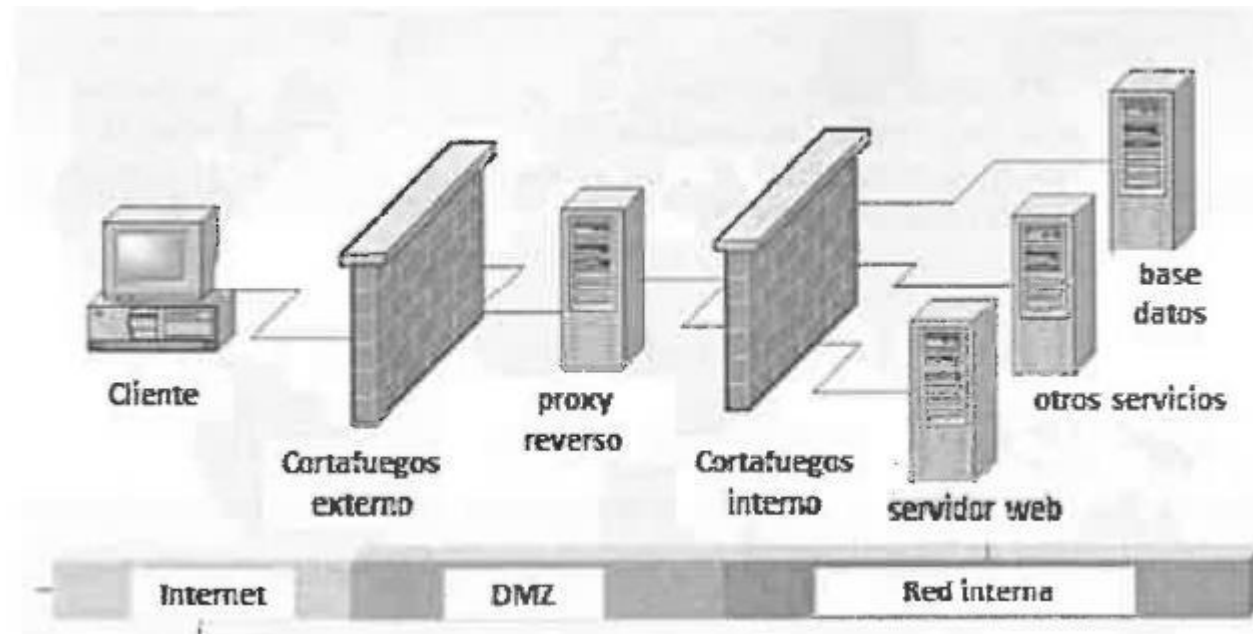 base
datos
Cliente
proxy
reverso
otros servicios
Cortafuegos
externo
Cortafuegos
interno
servidor web
Internet
DMZ
Red interna